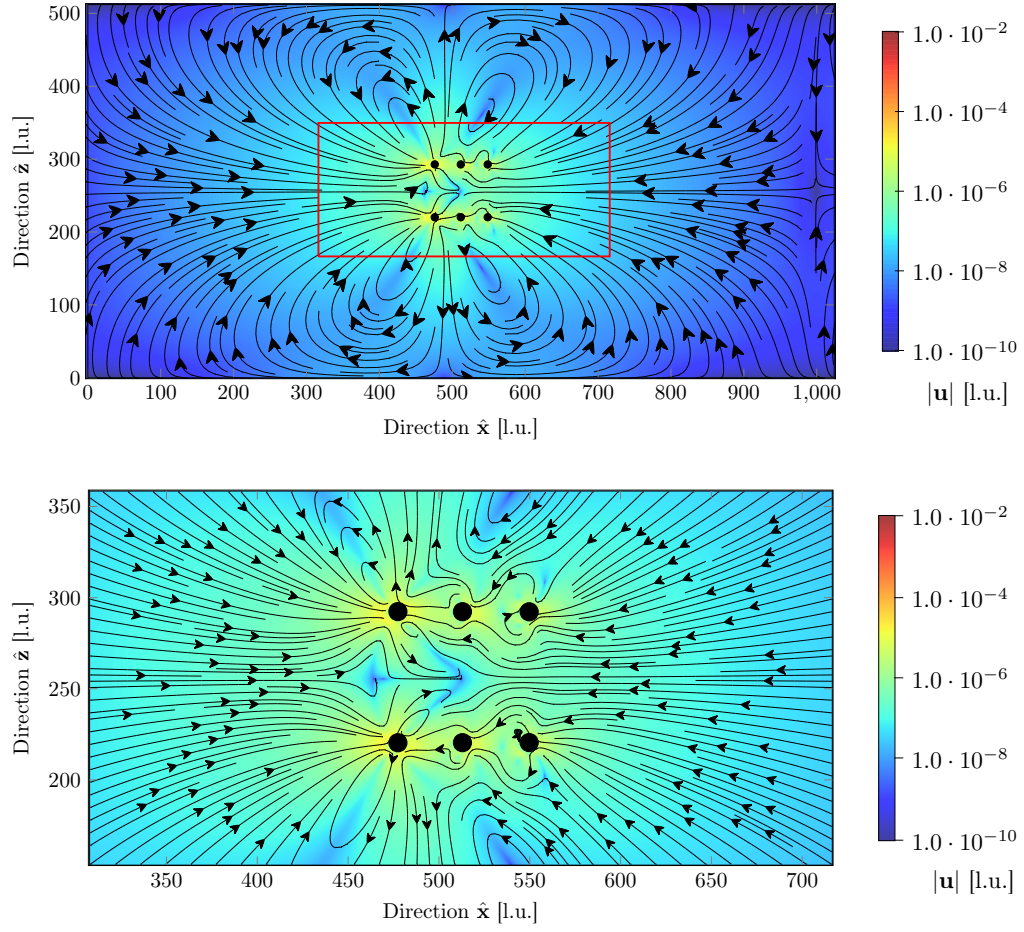 500
400
300
200
100
0
Direction ẑ [l.u.]
0 100 200 300 400 500 600 700 800 900 1,000
Direction x̂ [l.u.]
1.0 · 10⁻²
1.0 · 10⁻⁴
1.0 · 10⁻⁶
1.0 · 10⁻⁸
1.0 · 10⁻¹⁰
|u| [l.u.]
350
300
250
200
Direction ẑ [l.u.]
350 400 450 500 550 600 650 700
Direction x̂ [l.u.]
1.0 · 10⁻²
1.0 · 10⁻⁴
1.0 · 10⁻⁶
1.0 · 10⁻⁸
1.0 · 10⁻¹⁰
|u| [l.u.]